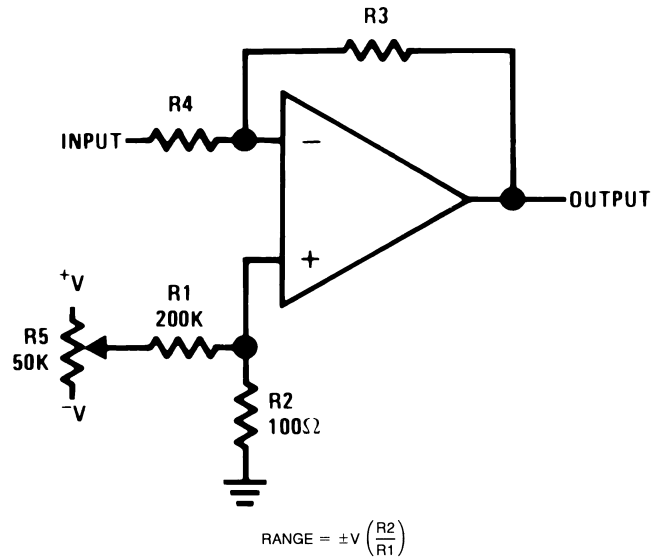 R3
R4
INPUT
−
OUTPUT
+
+V
R1
200K
R5
50K
−V
R2
100Ω
RANGE = ±V (R2/R1)